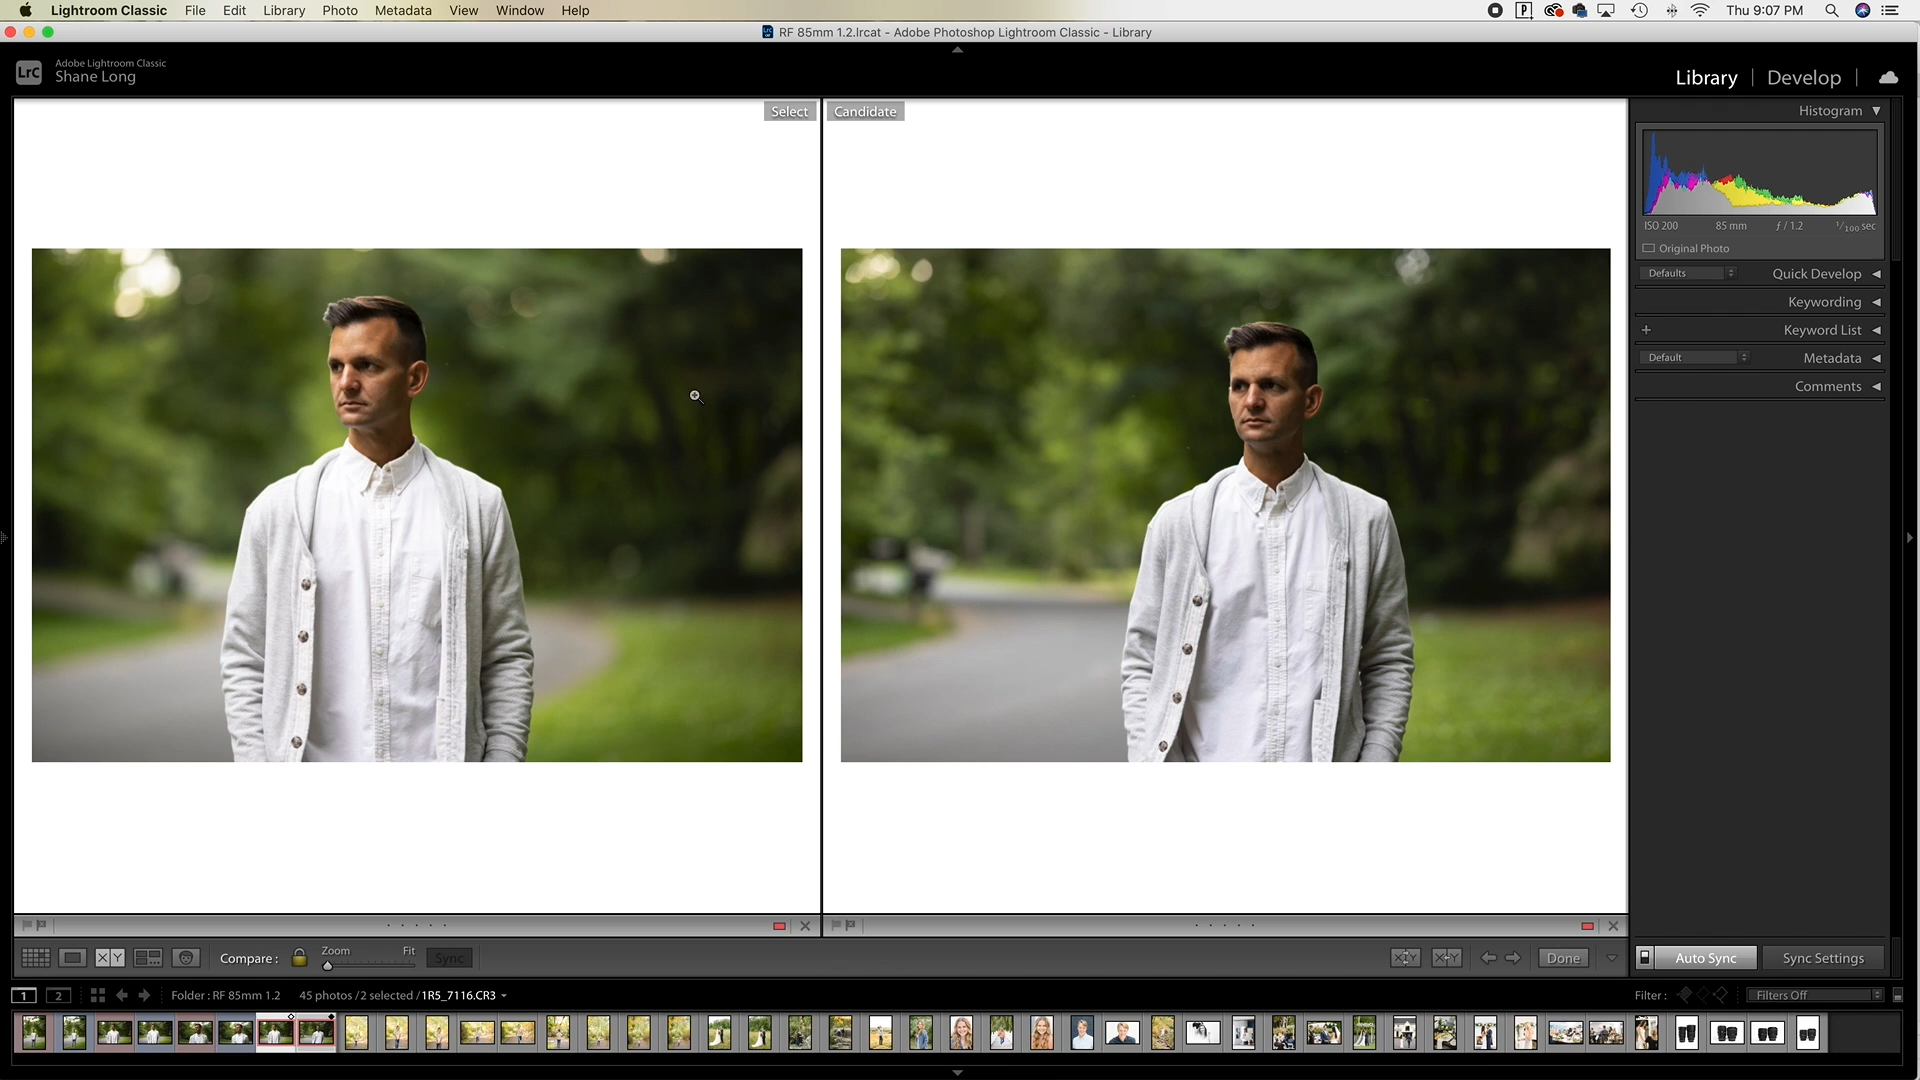 Lightroom Classic File Edit Library Photo Metadata View Window Help
Thu 9:07 PM
RF 85mm 1.2.lrcat - Adobe Photoshop Lightroom Classic - Library
LrC
Adobe Lightroom Classic
Shane Long
Library | Develop |
Select
Candidate
Histogram
ISO 200 85 mm ƒ / 1.2 1/100 sec
Original Photo
Defaults Quick Develop
Keywording
+ Keyword List
Default Metadata
Comments
XY Compare : Zoom Fit Sync
Done
Auto Sync
Sync Settings
1 2 Folder : RF 85mm 1.2 45 photos / 2 selected / 1R5_7116.CR3
Filter : Filters Off